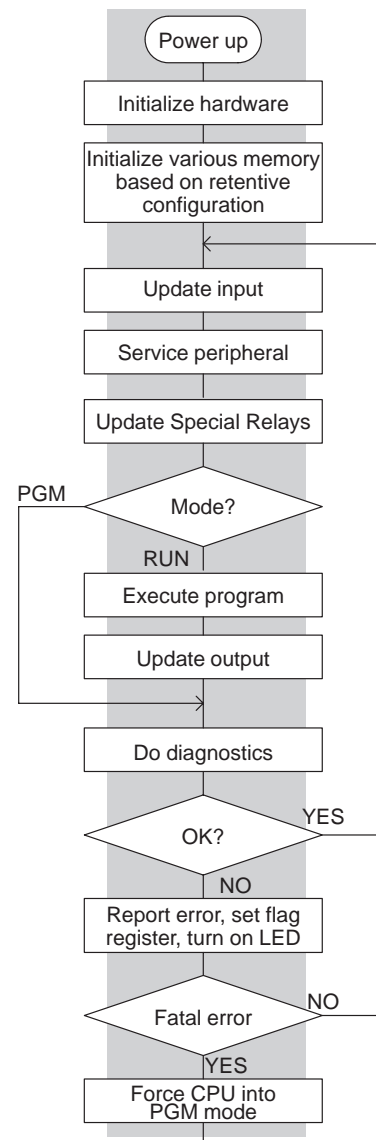 Power up
Initialize hardware
Initialize various memory
based on retentive
configuration
Update input
Service peripheral
Update Special Relays
PGM
Mode?
RUN
Execute program
Update output
Do diagnostics
YES
OK?
NO
Report error, set flag
register, turn on LED
NO
Fatal error
YES
Force CPU into
PGM mode